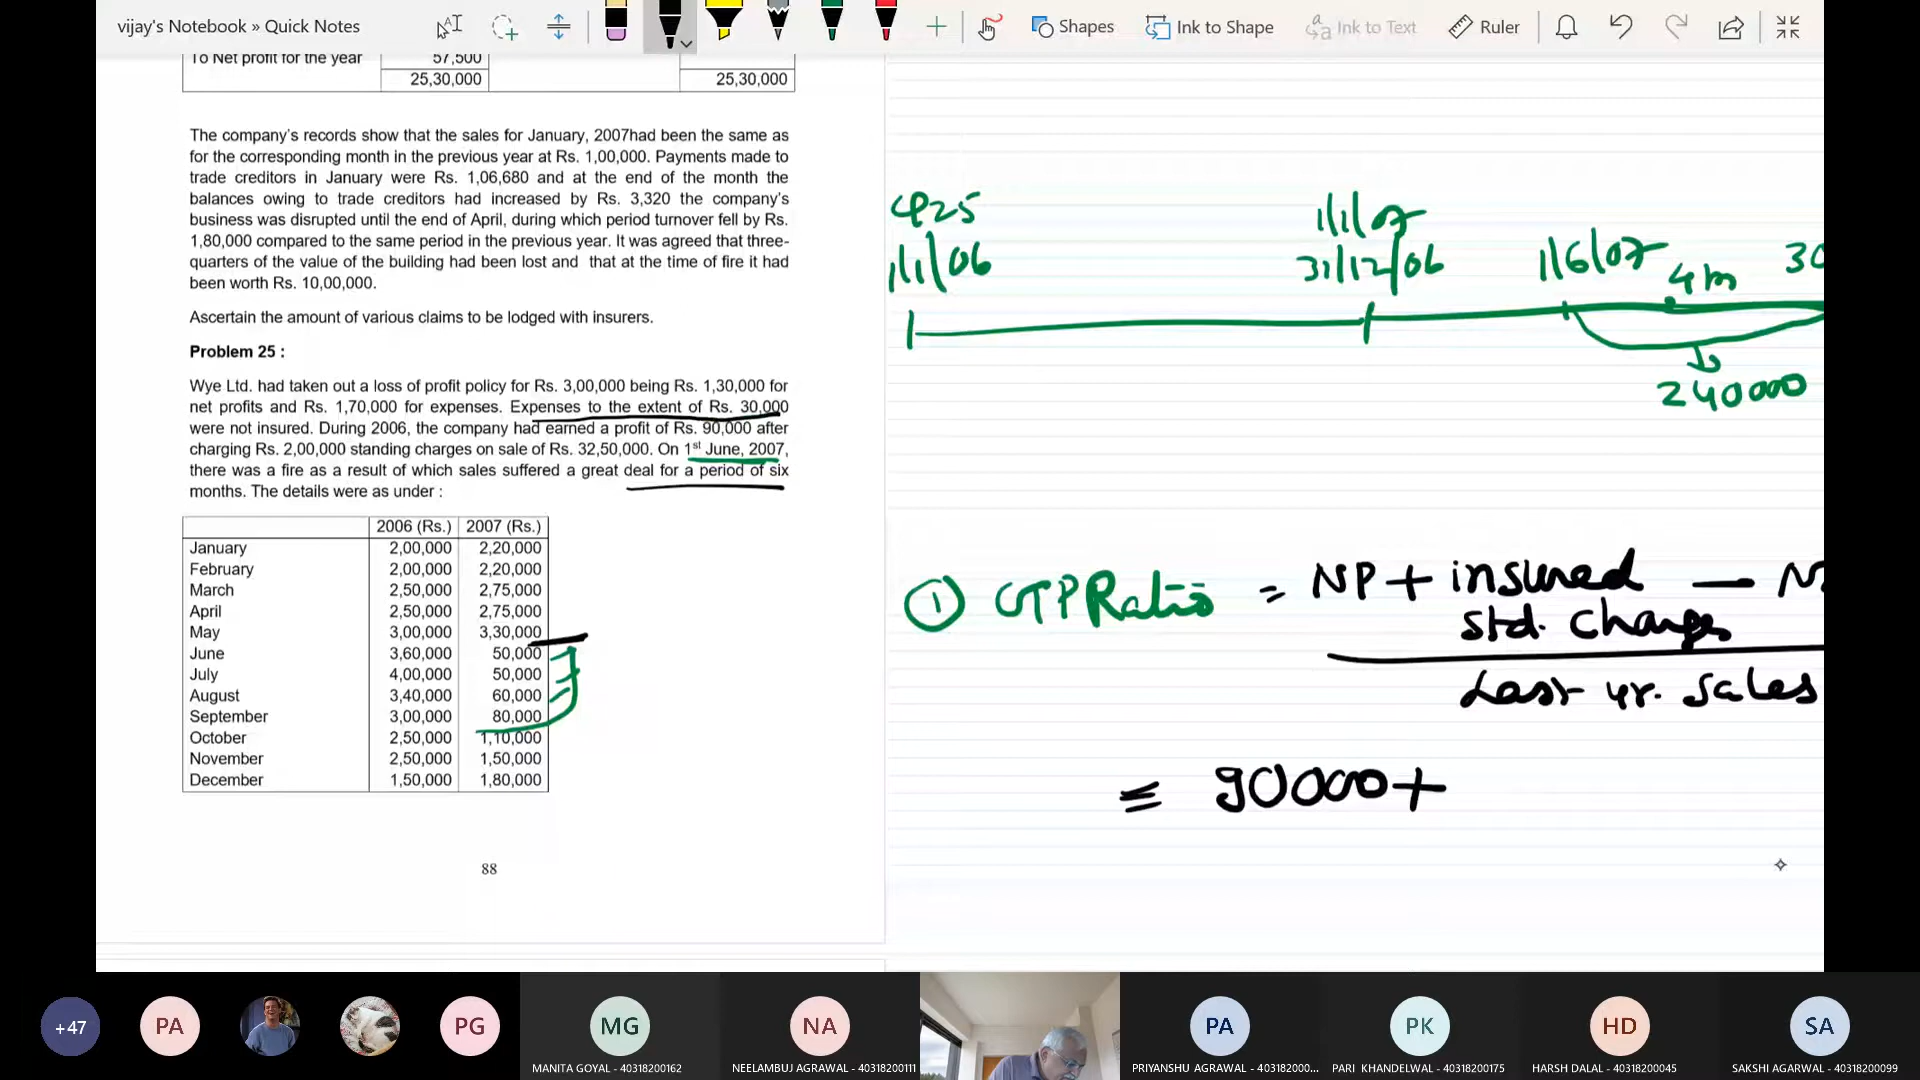 vijay's Notebook » Quick Notes
Shapes
Ink to Shape
Ink to Text
Ruler
To Net profit for the year 57,500
25,30,000 25,30,000
The company's records show that the sales for January, 2007had been the same as
for the corresponding month in the previous year at Rs. 1,00,000. Payments made to
trade creditors in January were Rs. 1,06,680 and at the end of the month the
balances owing to trade creditors had increased by Rs. 3,320 the company's
business was disrupted until the end of April, during which period turnover fell by Rs.
1,80,000 compared to the same period in the previous year. It was agreed that three-
quarters of the value of the building had been lost and that at the time of fire it had
been worth Rs. 10,00,000.
Ascertain the amount of various claims to be lodged with insurers.
Problem 25 :
Wye Ltd. had taken out a loss of profit policy for Rs. 3,00,000 being Rs. 1,30,000 for
net profits and Rs. 1,70,000 for expenses. Expenses to the extent of Rs. 30,000
were not insured. During 2006, the company had earned a profit of Rs. 90,000 after
charging Rs. 2,00,000 standing charges on sale of Rs. 32,50,000. On 1st June, 2007,
there was a fire as a result of which sales suffered a great deal for a period of six
months. The details were as under :
2006 (Rs.) 2007 (Rs.)
January 2,00,000 2,20,000
February 2,00,000 2,20,000
March 2,50,000 2,75,000
April 2,50,000 2,75,000
May 3,00,000 3,30,000
June 3,60,000 50,000
July 4,00,000 50,000
August 3,40,000 60,000
September 3,00,000 80,000
October 2,50,000 1,10,000
November 2,50,000 1,50,000
December 1,50,000 1,80,000
88
1/1/07
1/1/06 31/12/06 1/6/07 4m 30
240000
① GPRatio = NP + insured — N
std. charges
Last yr. sales
= 90000+
+47
PA
PG
MG
NA
PA
PK
HD
SA
MANITA GOYAL - 40318200162
NEELAMBUJ AGRAWAL - 40318200111
PRIYANSHU AGRAWAL - 403182000...
PARI KHANDELWAL - 40318200175
HARSH DALAL - 40318200045
SAKSHI AGARWAL - 40318200099